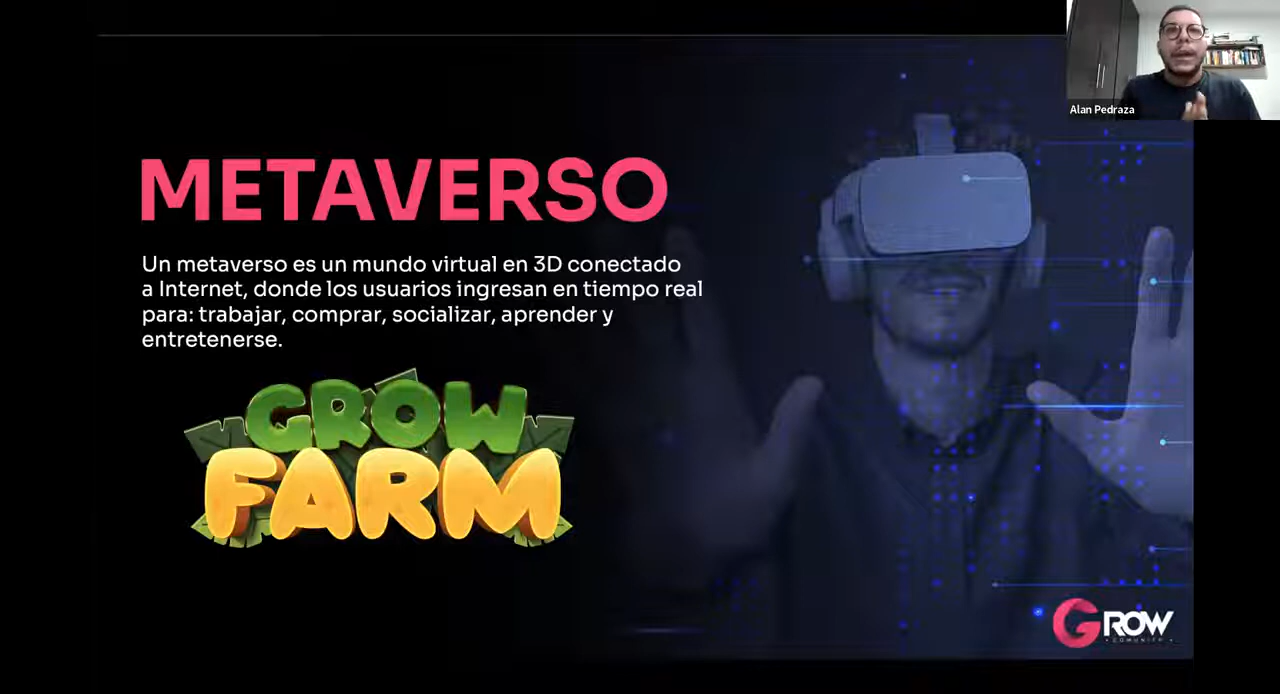 Alan Pedraza
METAVERSO
Un metaverso es un mundo virtual en 3D conectado
a Internet, donde los usuarios ingresan en tiempo real
para: trabajar, comprar, socializar, aprender y
entretenerse.
GROW
FARM
GROW